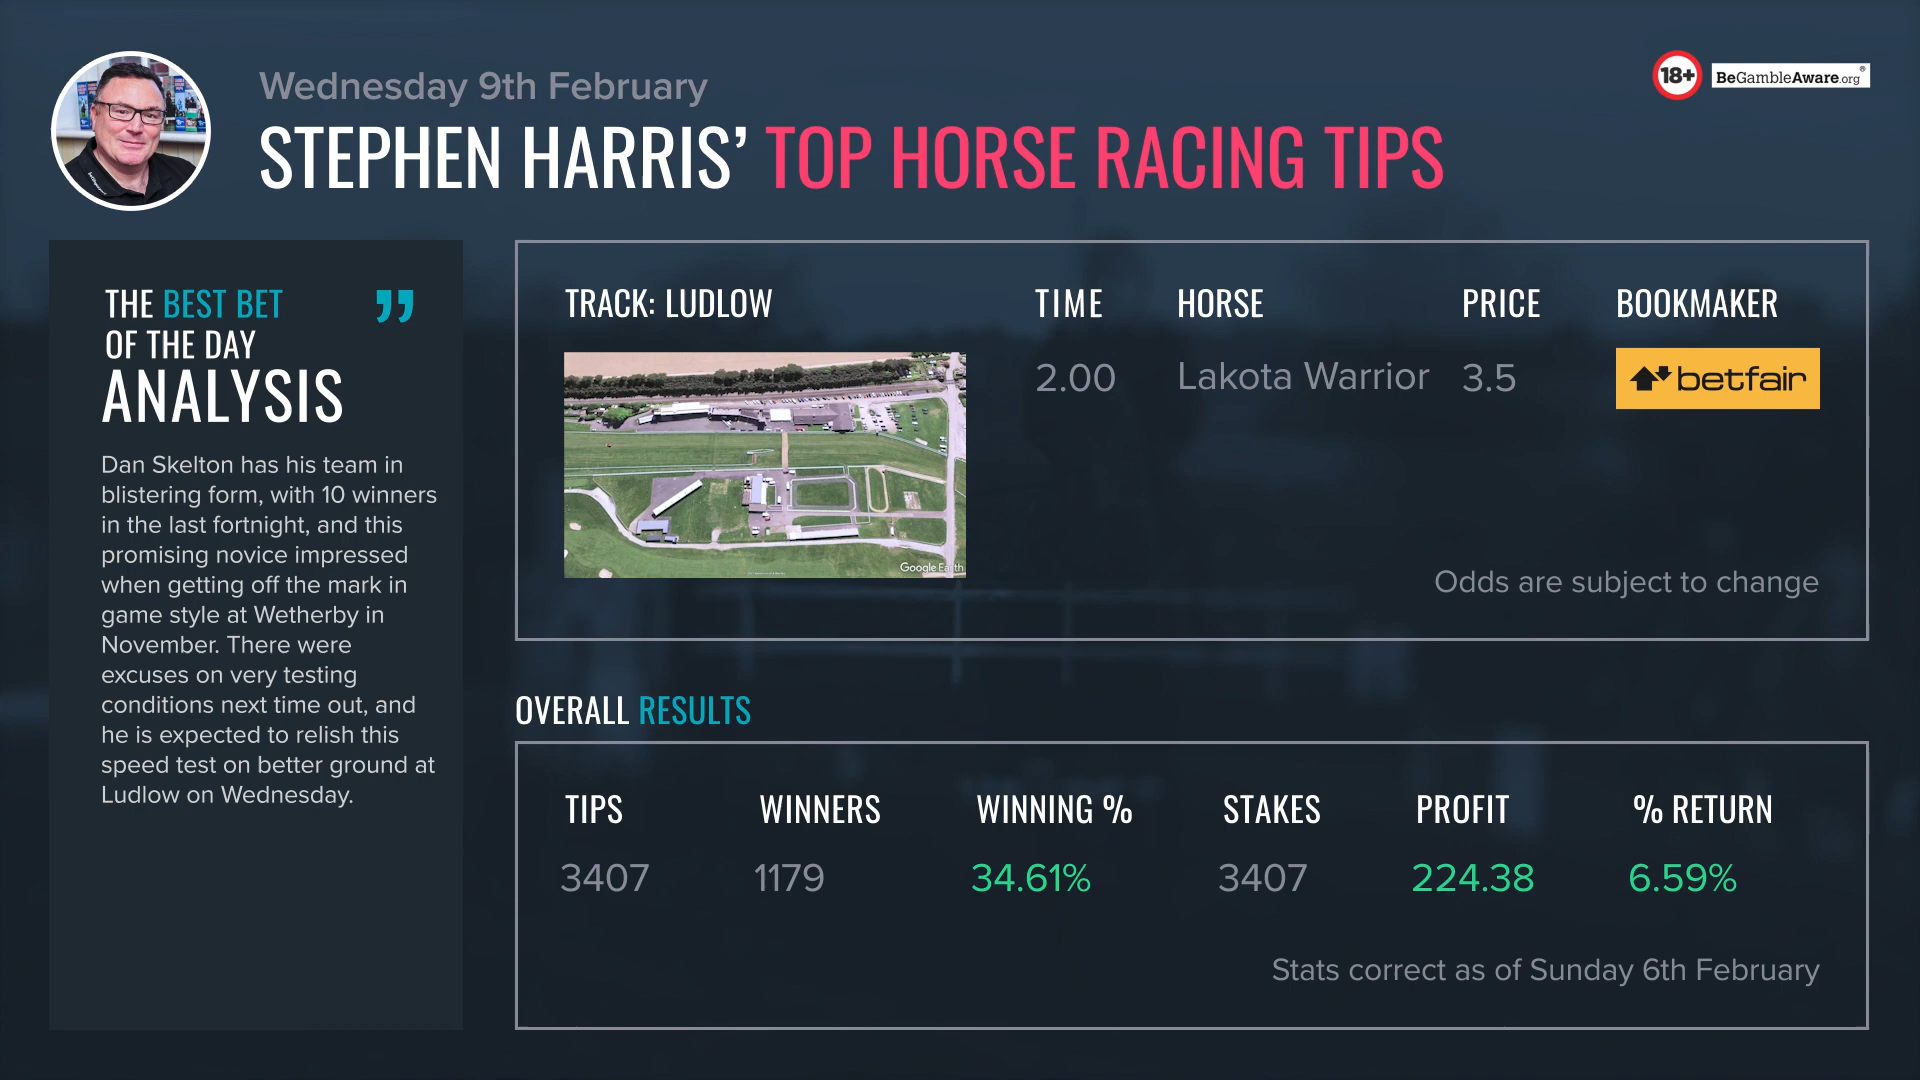 Wednesday 9th February
STEPHEN HARRIS’ TOP HORSE RACING TIPS
18+
BeGambleAware.org®
THE BEST BET
OF THE DAY
ANALYSIS
”
Dan Skelton has his team in
blistering form, with 10 winners
in the last fortnight, and this
promising novice impressed
when getting off the mark in
game style at Wetherby in
November. There were
excuses on very testing
conditions next time out, and
he is expected to relish this
speed test on better ground at
Ludlow on Wednesday.
TRACK: LUDLOW TIME HORSE PRICE BOOKMAKER
2.00 Lakota Warrior 3.5 betfair
Google Earth
Odds are subject to change
OVERALL RESULTS
TIPS WINNERS WINNING % STAKES PROFIT % RETURN
3407 1179 34.61% 3407 224.38 6.59%
Stats correct as of Sunday 6th February